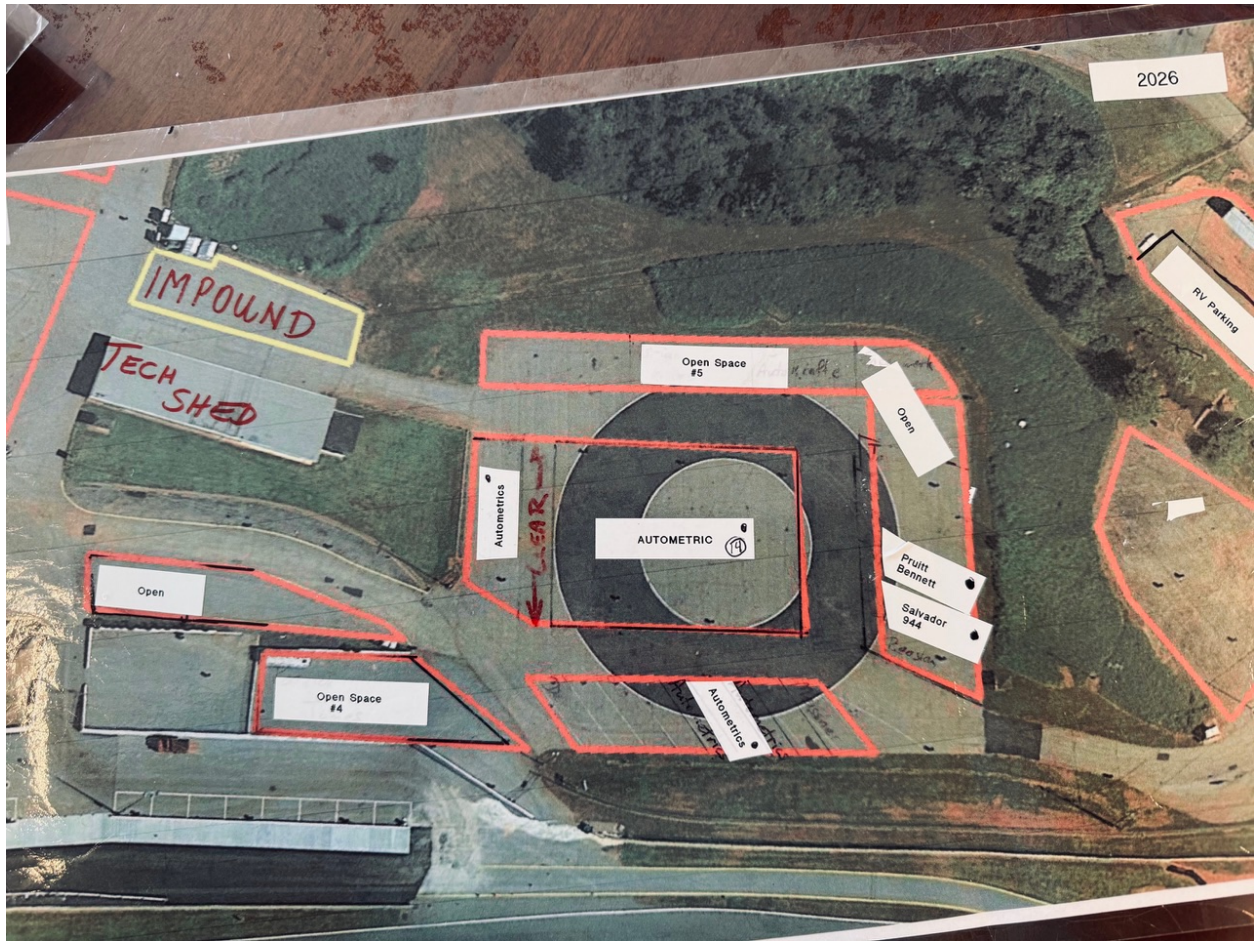 2026
IMPOUND
RV Parking
TECH
SHED
Open Space
#5
Open
Autometrics
CLEAR
AUTOMETRIC
14
Pruitt
Bennett
Open
Salvador
944
Open Space
#4
Autometrics